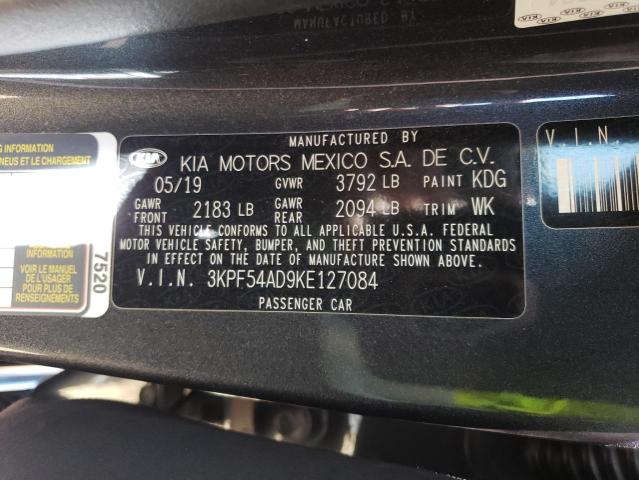 MANUFACTURED BY
KIA KIA MOTORS MEXICO S.A. DE C.V.
05/19 GVWR 3792 LB PAINT KDG
GAWR FRONT 2183 LB GAWR REAR 2094 LB TRIM WK
THIS VEHICLE CONFORMS TO ALL APPLICABLE U.S.A. FEDERAL
MOTOR VEHICLE SAFETY, BUMPER, AND THEFT PREVENTION STANDARDS
IN EFFECT ON THE DATE OF MANUFACTURE SHOWN ABOVE.
V.I.N. 3KPF54AD9KE127084
PASSENGER CAR
INFORMATION
PNEUS ET LE CHARGEMENT
VOIR LE MANUEL
DE L'USAGER
POUR PLUS DE
RENSEIGNEMENTS
7520
V.I.N.
MANUFACTURED BY